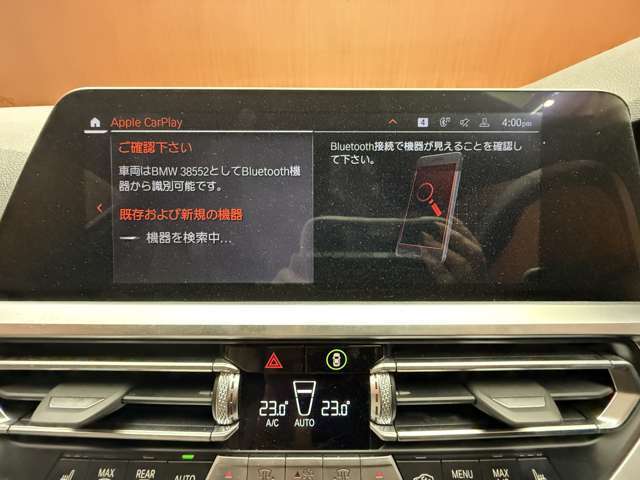 Apple CarPlay
4
4:00pm
ご確認下さい
車両はBMW 38552としてBluetooth機
器から識別可能です。
既存および新規の機器
機器を検索中...
Bluetooth接続で機器が見えることを確認し
て下さい。
23.0° 23.0°
A/C AUTO
MAX
REAR
AUTO
MENU
MAX